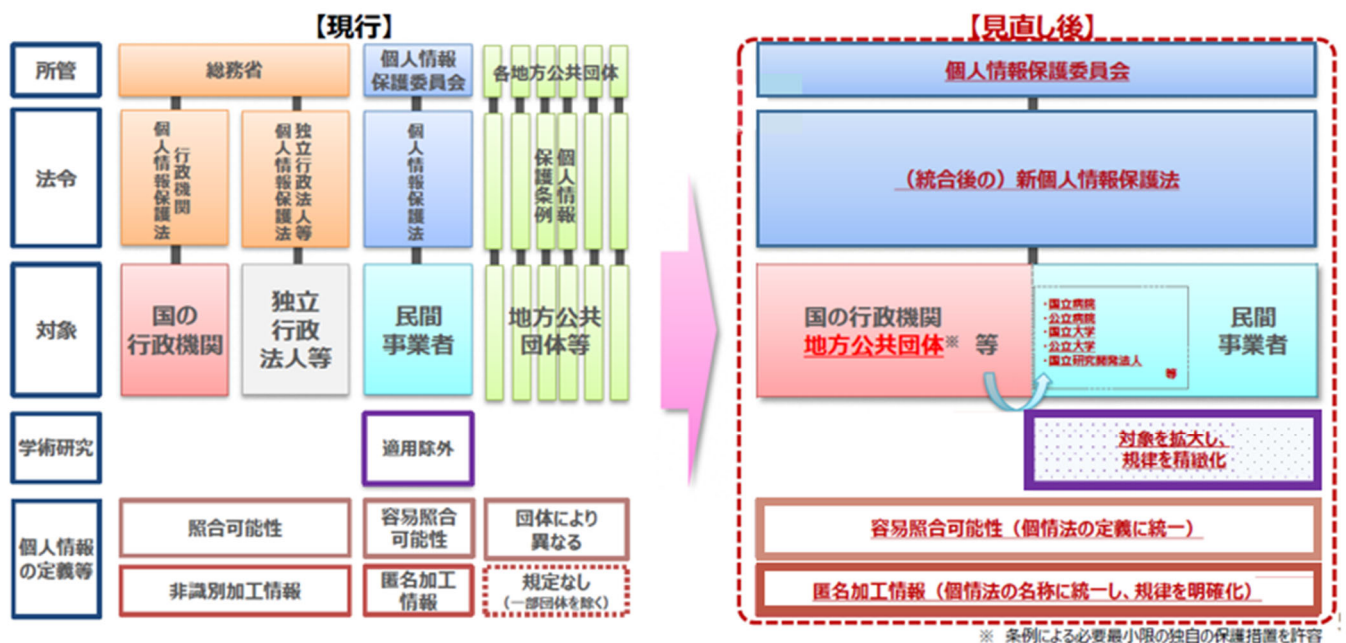 【現行】
【見直し後】
所管
総務省
個人情報
保護委員会
各地方公共団体
個人情報保護委員会
法令
行政機関
個人情報保護法
独立行政法人等
個人情報保護法
個人情報保護法
個人情報
保護条例
（統合後の）新個人情報保護法
対象
国の
行政機関
独立
行政
法人等
民間
事業者
地方公共
団体等
国の行政機関
地方公共団体※ 等
・国立病院
・公立病院
・国立大学
・公立大学
・国立研究開発法人
等
民間
事業者
学術研究
適用除外
対象を拡大し、
規律を精緻化
個人情報
の定義等
照合可能性
容易照合
可能性
団体により
異なる
容易照合可能性（個情法の定義に統一）
非識別加工情報
匿名加工
情報
規定なし
（一部団体を除く）
匿名加工情報（個情法の名称に統一し、規律を明確化）
※ 条例による必要最小限の独自の保護措置を許容